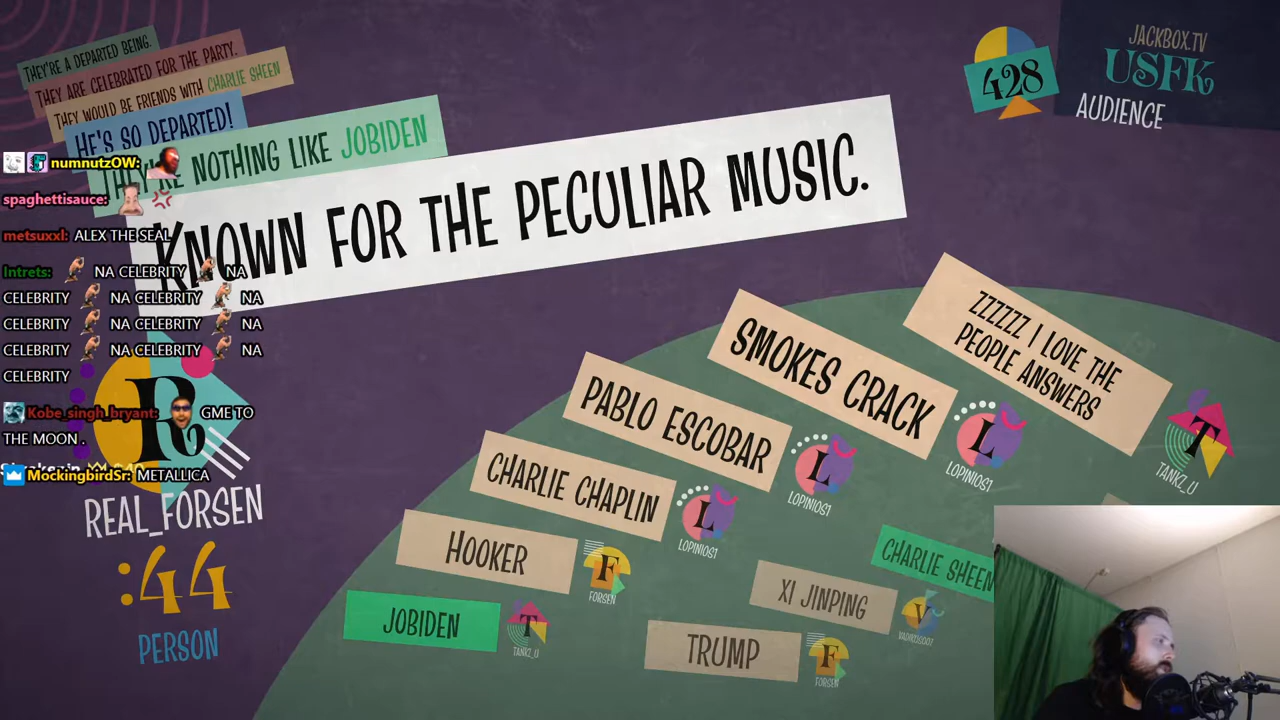 THEY'RE A DEPARTED BEING.
THEY ARE CELEBRATED FOR THE PARTY.
THEY WOULD BE FRIENDS WITH CHARLIE SHEEN
HE'S SO DEPARTED!
THEY'RE NOTHING LIKE JOBIDEN
KNOWN FOR THE PECULIAR MUSIC.
428
JACKBOX.TV
USFK
AUDIENCE
numnutzOW:
spaghettisauce:
metsuxxl: ALEX THE SEAL
Intrets: NA CELEBRITY NA
CELEBRITY NA CELEBRITY NA
CELEBRITY NA CELEBRITY NA
CELEBRITY NA CELEBRITY NA
CELEBRITY
Kobe_singh_bryant: GME TO
THE MOON .
MockingbirdSr: METALLICA
R
REAL_FORSEN
:44
PERSON
ZZZZZZ I LOVE THE
PEOPLE ANSWERS
T
TANKZ_U
SMOKES CRACK
L
LOPINIOS1
PABLO ESCOBAR
L
LOPINIOS1
CHARLIE CHAPLIN
L
LOPINIOS1
HOOKER
F
FORSEN
JOBIDEN
T
TANKZ_U
CHARLIE SHEEN
XI JINPING
V
TRUMP
F
FORSEN